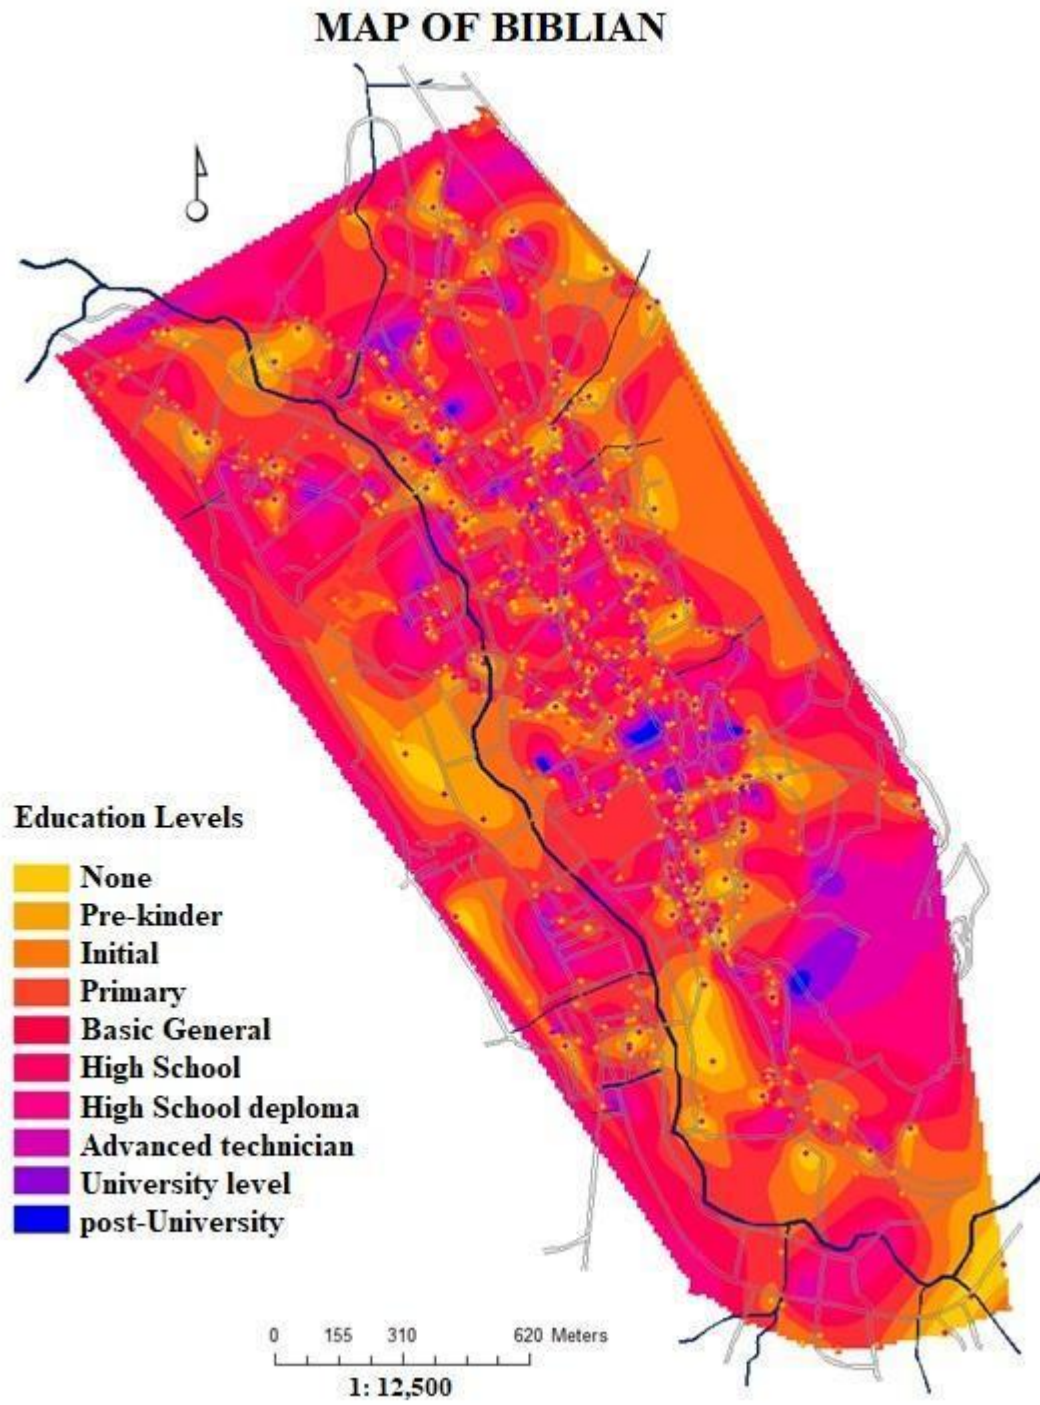 MAP OF BIBLIAN
Education Levels
None
Pre-kinder
Initial
Primary
Basic General
High School
High School deploma
Advanced technician
University level
post-University
0 155 310 620 Meters
1: 12,500